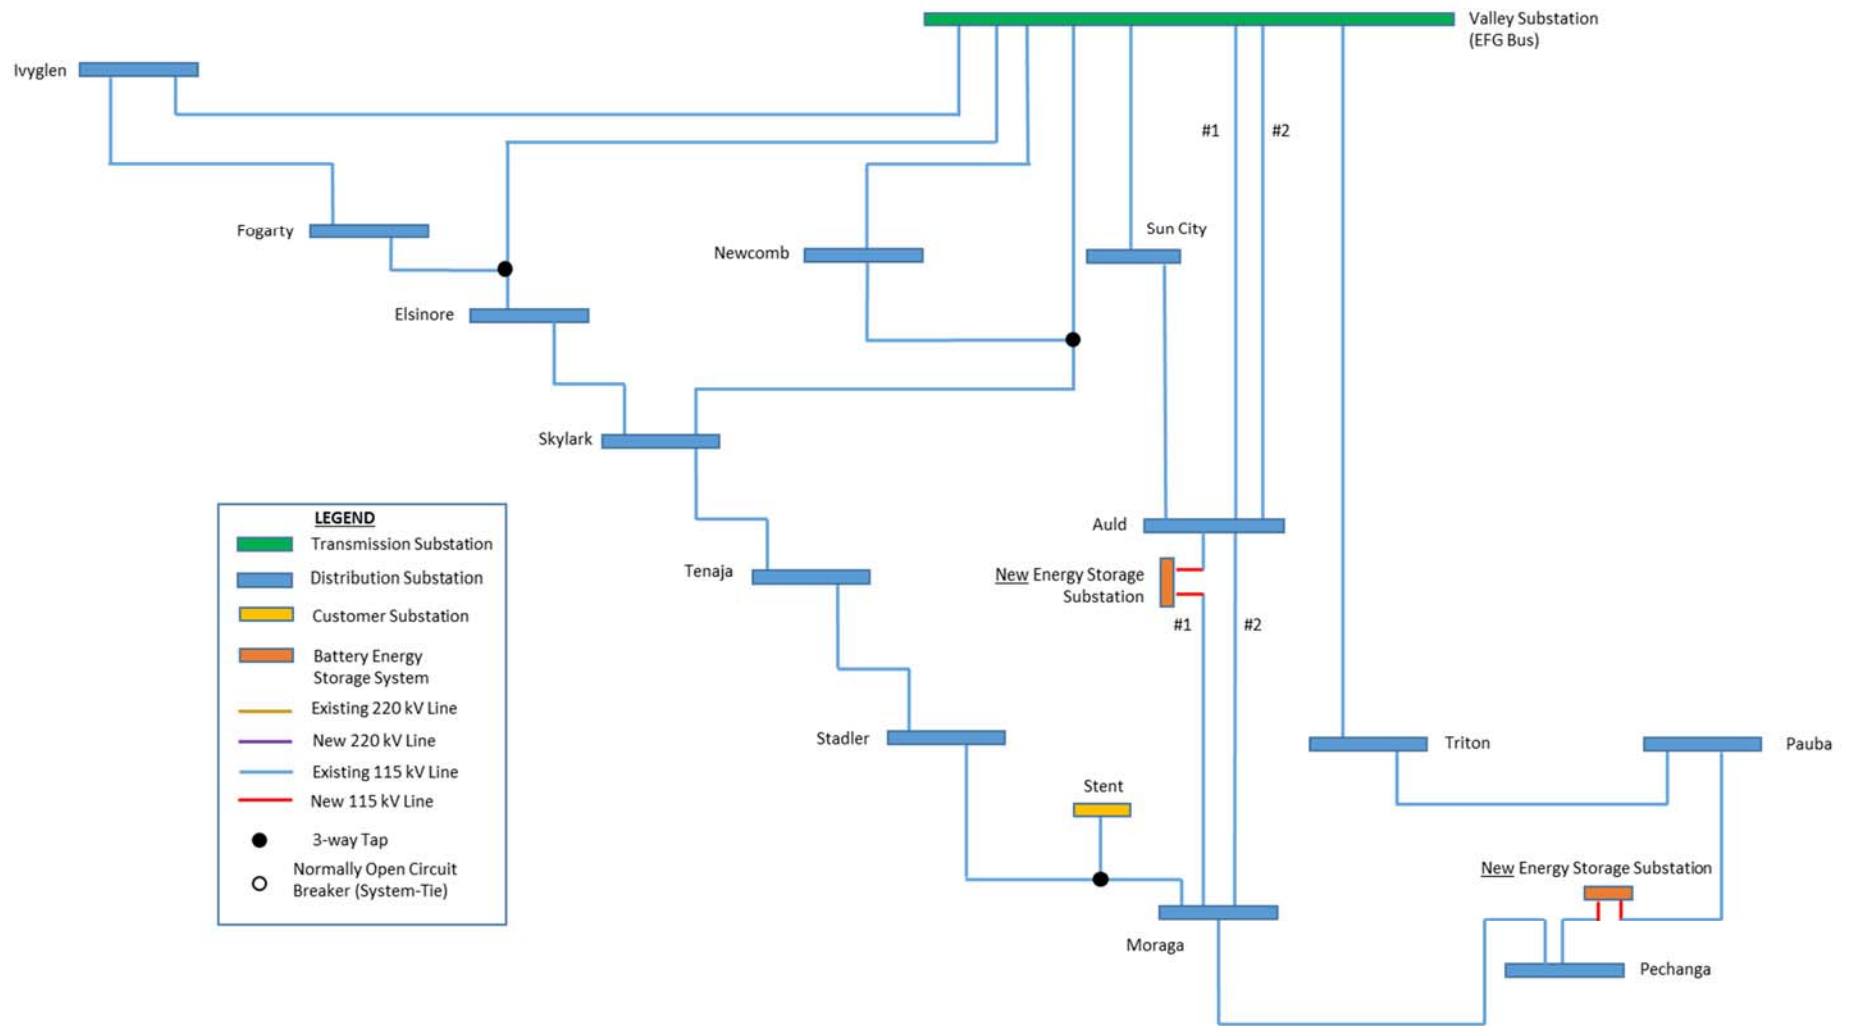 Valley Substation
(EFG Bus)
Ivyglen
#1
#2
Fogarty
Newcomb
Sun City
Elsinore
Skylark
LEGEND
Transmission Substation
Distribution Substation
Customer Substation
Battery Energy
Storage System
Existing 220 kV Line
New 220 kV Line
Existing 115 kV Line
New 115 kV Line
3-way Tap
Normally Open Circuit
Breaker (System-Tie)
Auld
Tenaja
New Energy Storage
Substation
#1
#2
Stadler
Triton
Pauba
Stent
New Energy Storage Substation
Moraga
Pechanga